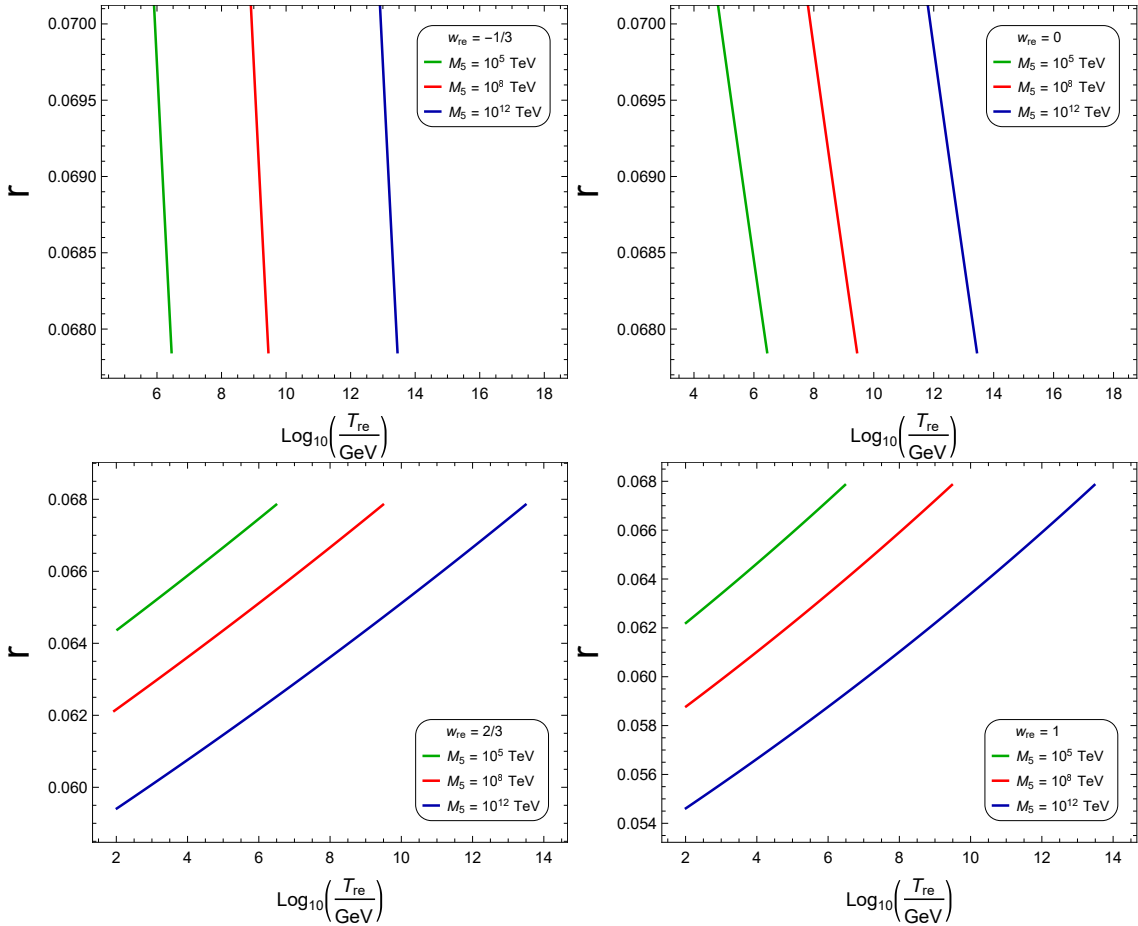 0.0700
0.0695
0.0690
0.0685
0.0680
r
w_re = -1/3
M_5 = 10^5 TeV
M_5 = 10^8 TeV
M_5 = 10^12 TeV
6 8 10 12 14 16 18
Log_10(T_re/GeV)
0.0700
0.0695
0.0690
0.0685
0.0680
r
w_re = 0
M_5 = 10^5 TeV
M_5 = 10^8 TeV
M_5 = 10^12 TeV
4 6 8 10 12 14 16 18
Log_10(T_re/GeV)
0.068
0.066
0.064
0.062
0.060
r
w_re = 2/3
M_5 = 10^5 TeV
M_5 = 10^8 TeV
M_5 = 10^12 TeV
2 4 6 8 10 12 14
Log_10(T_re/GeV)
0.068
0.066
0.064
0.062
0.060
0.058
0.056
0.054
r
w_re = 1
M_5 = 10^5 TeV
M_5 = 10^8 TeV
M_5 = 10^12 TeV
2 4 6 8 10 12 14
Log_10(T_re/GeV)